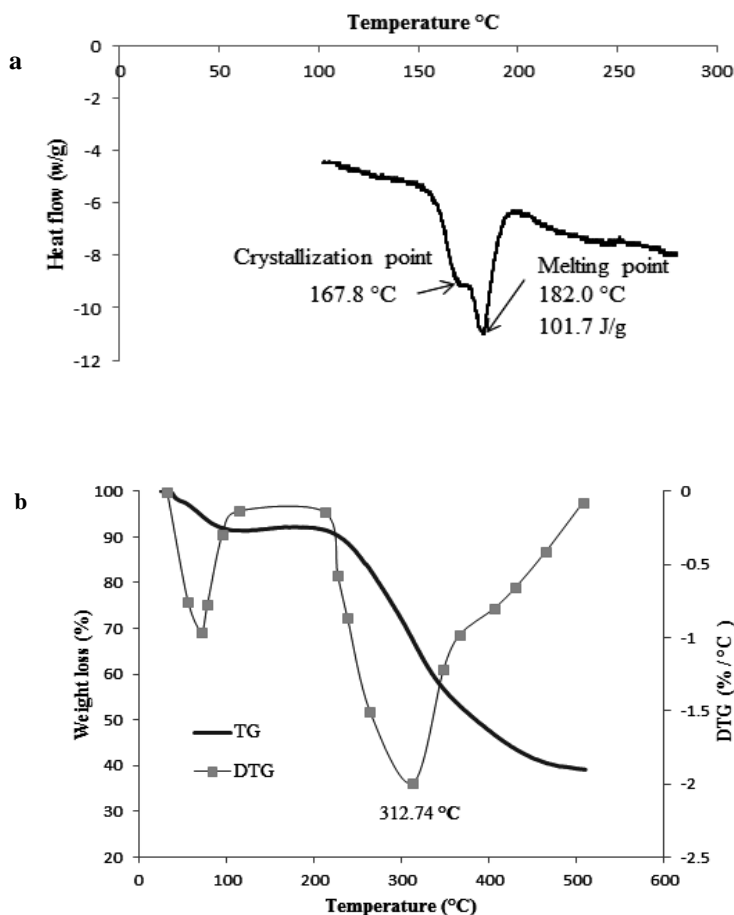 Temperature °C
a
0
0
50
100
150
200
250
300
-2
-4
-6
-8
-10
-12
Heat flow (w/g)
Crystallization point
167.8 °C
Melting point
182.0 °C
101.7 J/g
b
100
90
80
70
60
50
40
30
20
Weight loss (%)
TG
DTG
312.74 °C
0
-0.5
-1
-1.5
-2
-2.5
DTG (%/°C)
0
100
200
300
400
500
600
Temperature (°C)